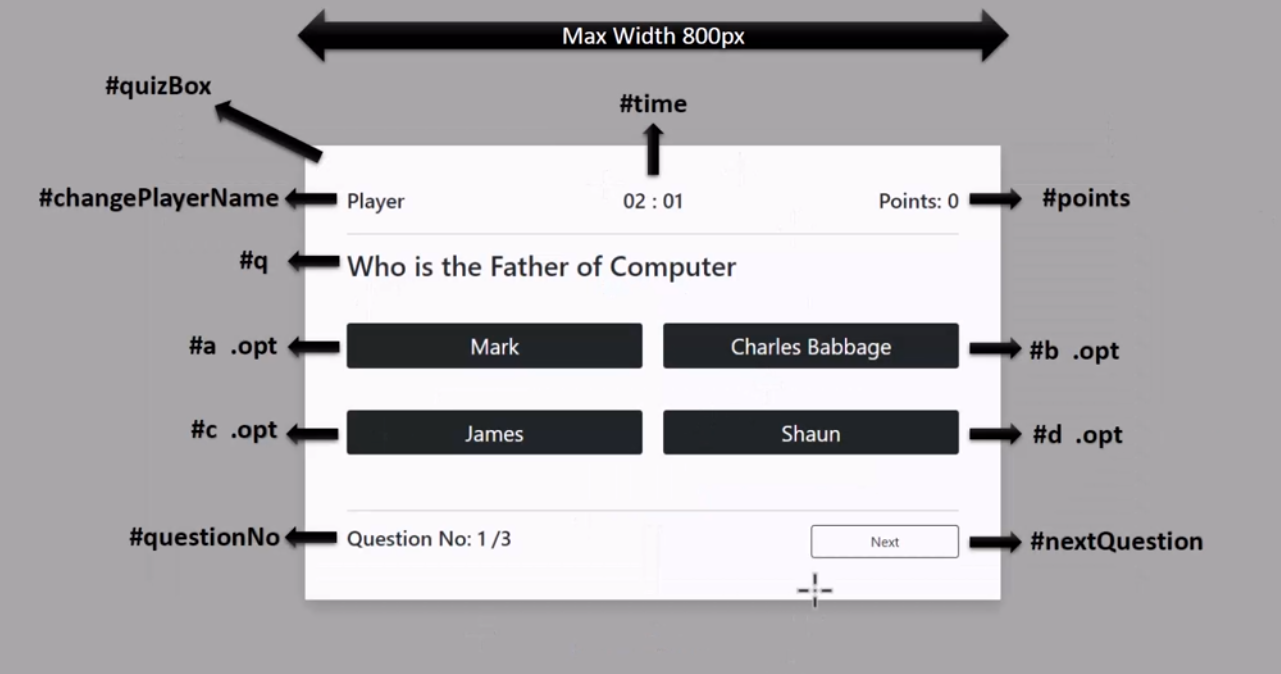 Max Width 800px
#quizBox
#time
#changePlayerName
Player
02 : 01
Points: 0
#points
#q
Who is the Father of Computer
#a .opt
Mark
Charles Babbage
#b .opt
#c .opt
James
Shaun
#d .opt
#questionNo
Question No: 1 /3
Next
#nextQuestion